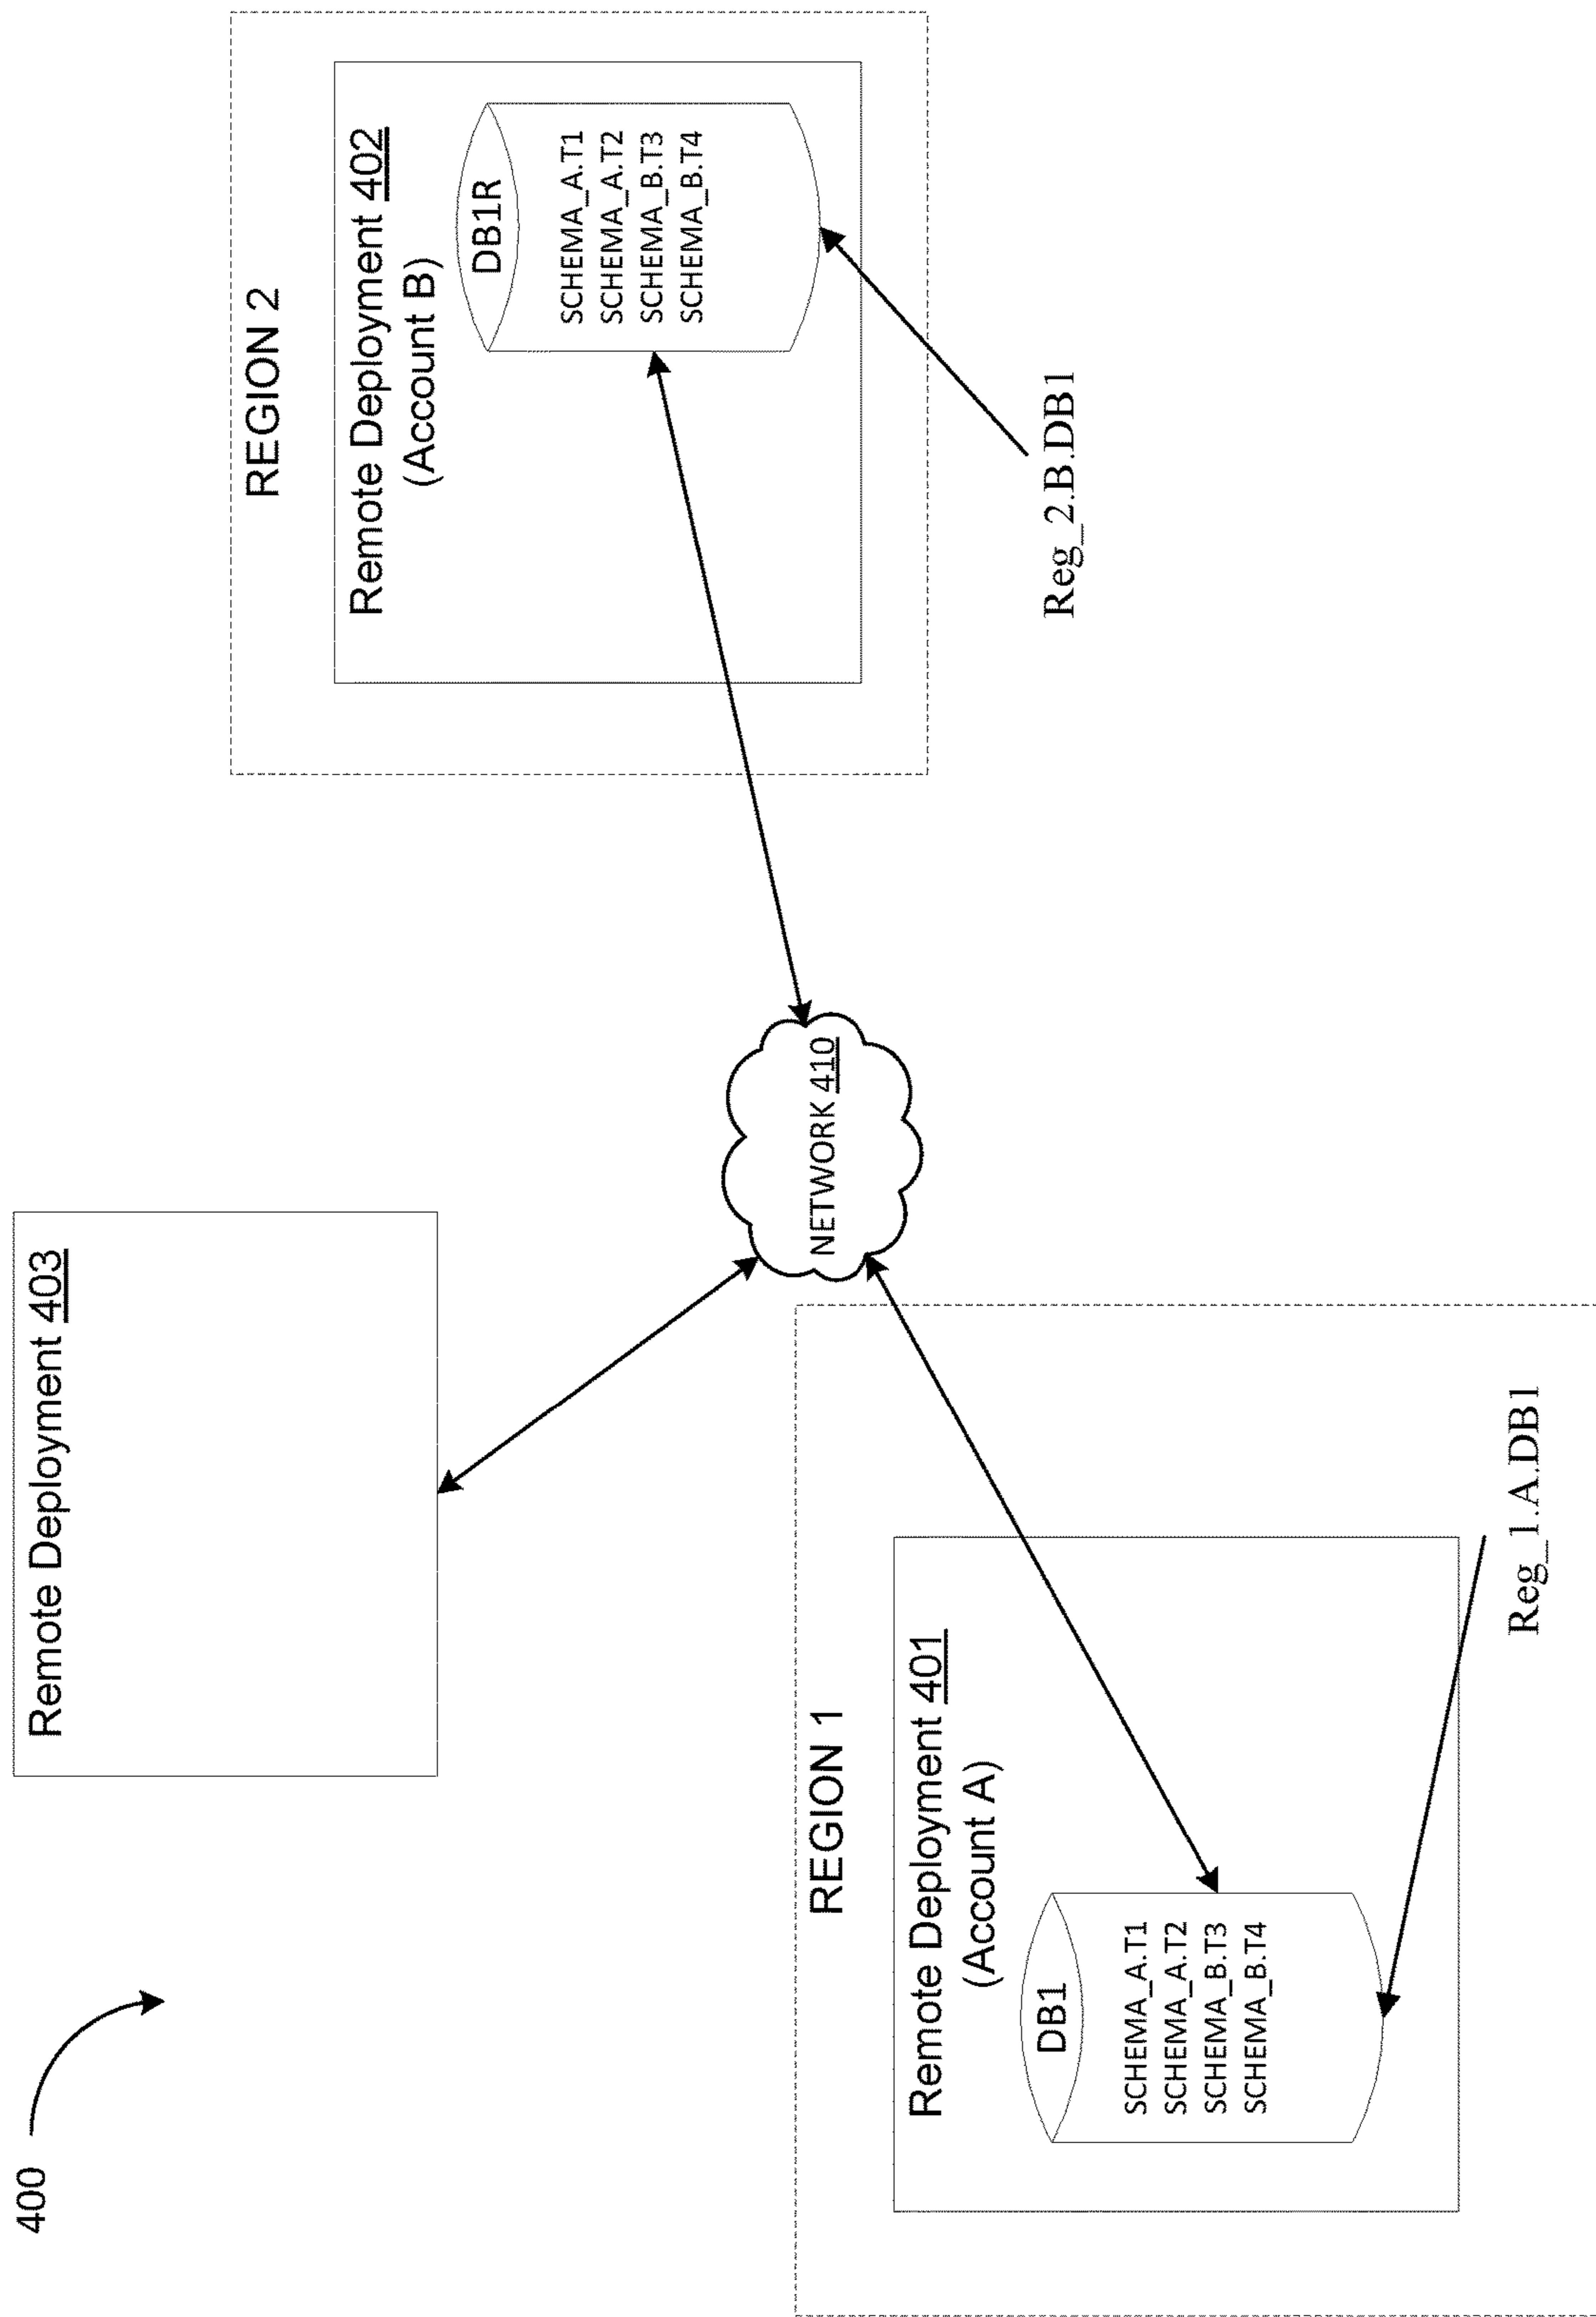 400
Remote Deployment 403
REGION 2
Remote Deployment 402
(Account B)
DB1R
SCHEMA_A.T1
SCHEMA_A.T2
SCHEMA_B.T3
SCHEMA_B.T4
Reg_2.B.DB1
NETWORK 410
REGION 1
Remote Deployment 401
(Account A)
DB1
SCHEMA_A.T1
SCHEMA_A.T2
SCHEMA_B.T3
SCHEMA_B.T4
Reg_1.A.DB1